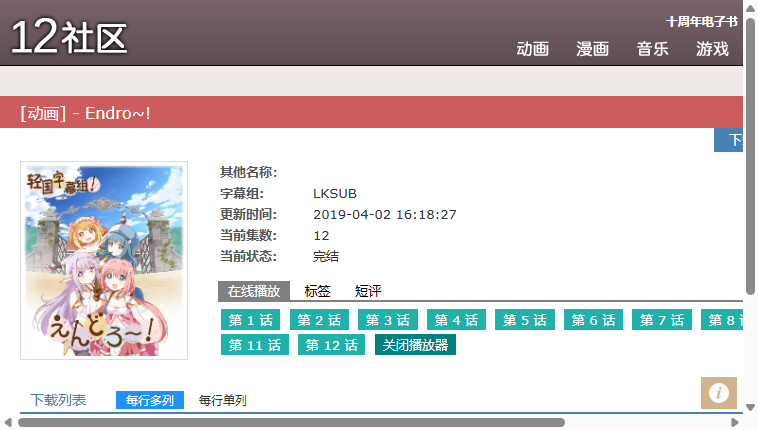 十周年电子书
12社区
动画 漫画 音乐 游戏
[动画] - Endro~!
轻国字幕组!
えんどろ～!
其他名称:
字幕组: LKSUB
更新时间: 2019-04-02 16:18:27
当前集数: 12
当前状态: 完结
在线播放 标签 短评
第 1 话 第 2 话 第 3 话 第 4 话 第 5 话 第 6 话 第 7 话 第 8
第 11 话 第 12 话 关闭播放器
下载列表 每行多列 每行单列